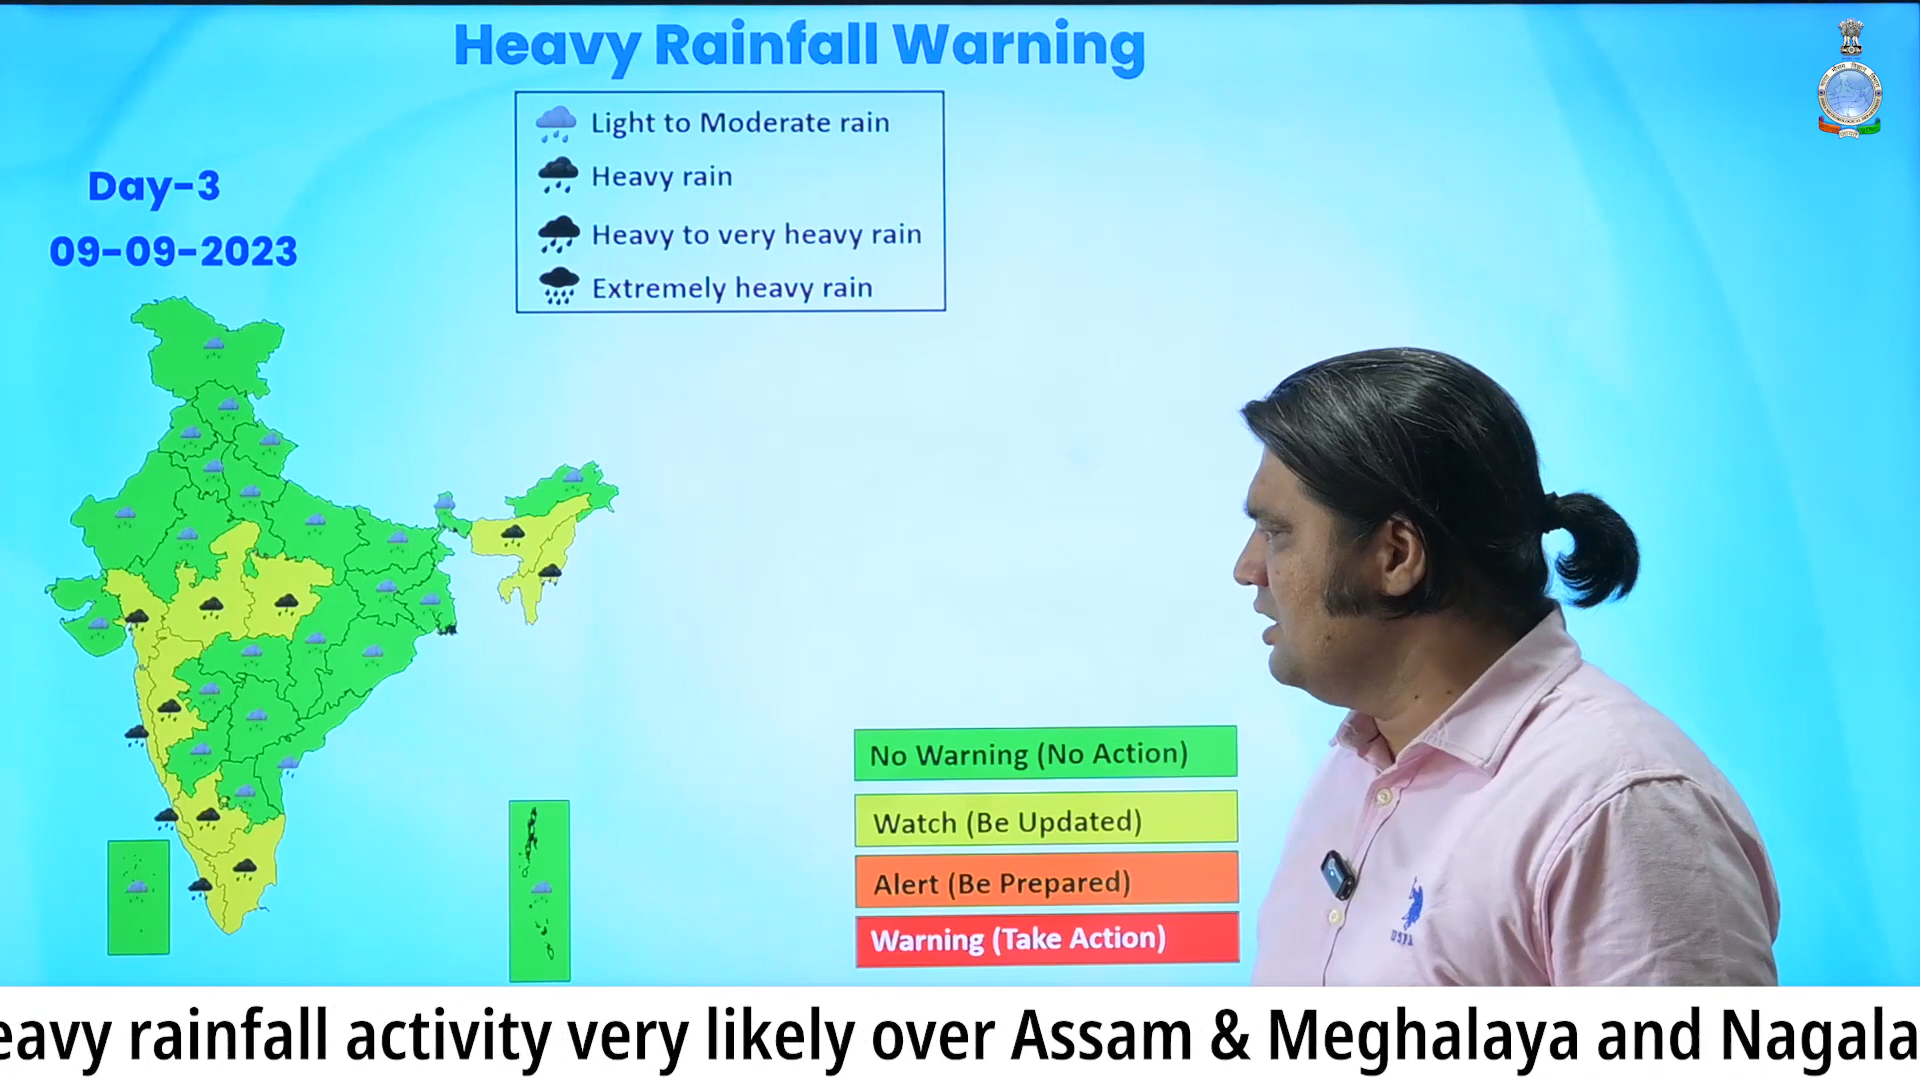 Heavy Rainfall Warning
Light to Moderate rain
Heavy rain
Heavy to very heavy rain
Extremely heavy rain
Day-3
09-09-2023
No Warning (No Action)
Watch (Be Updated)
Alert (Be Prepared)
Warning (Take Action)
USPA
eavy rainfall activity very likely over Assam & Meghalaya and Nagala